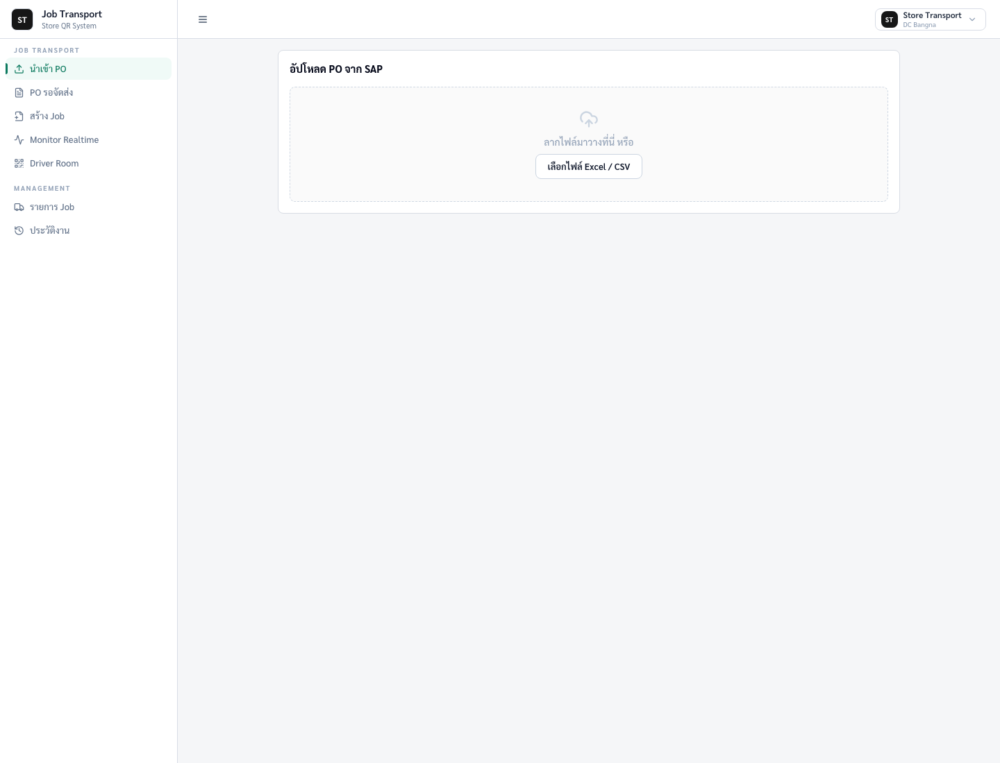 ST
Job Transport
Store QR System
ST
Store Transport
DC Bangna
JOB TRANSPORT
นำเข้า PO
PO รอจัดส่ง
สร้าง Job
Monitor Realtime
Driver Room
MANAGEMENT
รายการ Job
ประวัติงาน
อัปโหลด PO จาก SAP
ลากไฟล์มาวางที่นี่ หรือ
เลือกไฟล์ Excel / CSV